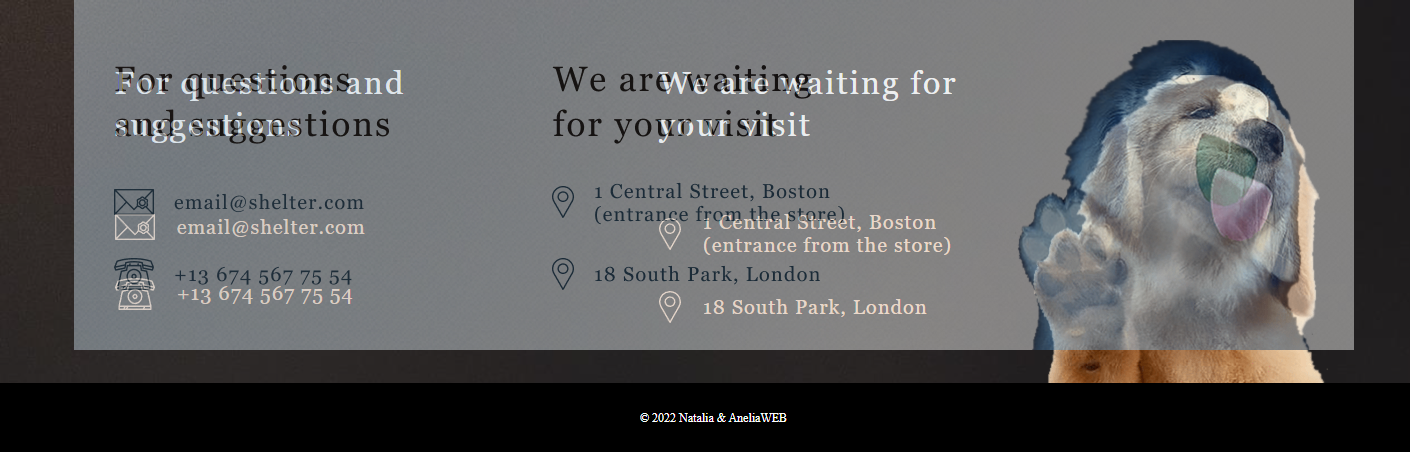 For questions and
suggestions
For questions
and suggestions
We are waiting
for your visit
We are waiting for
your visit
email@shelter.com
email@shelter.com
+13 674 567 75 54
+13 674 567 75 54
1 Central Street, Boston
(entrance from the store)
1 Central Street, Boston
(entrance from the store)
18 South Park, London
18 South Park, London
© 2022 Natalia & AneliaWEB